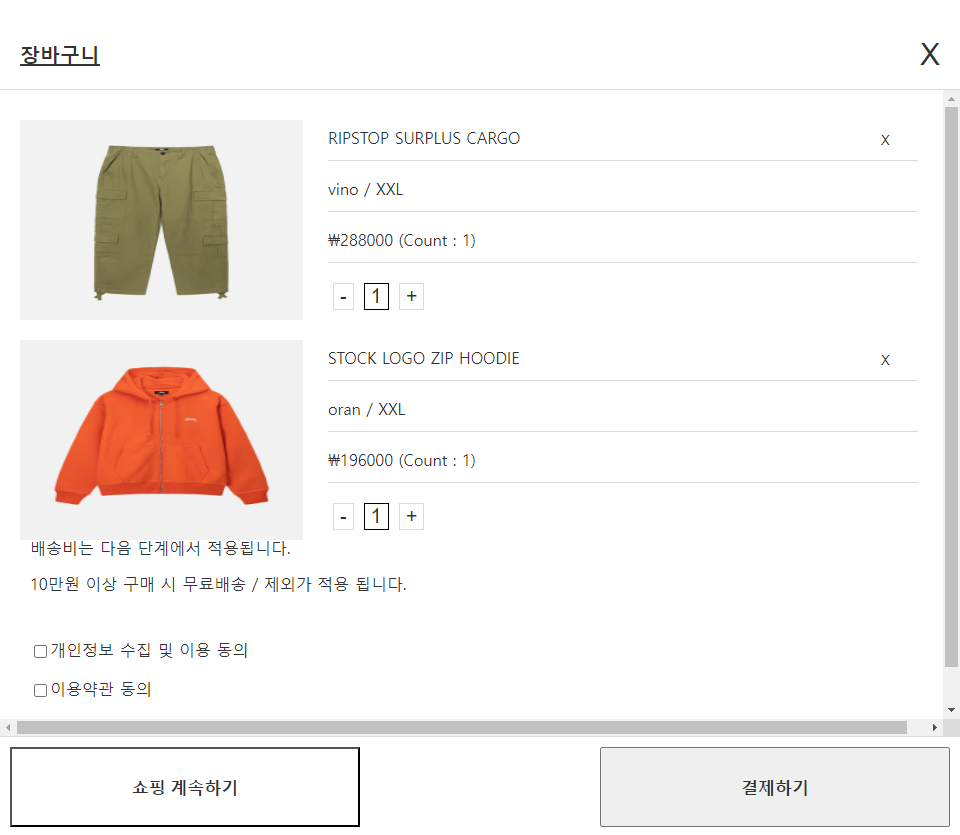 장바구니
X
RIPSTOP SURPLUS CARGO
x
vino / XXL
₩288000 (Count : 1)
- 1 +
STOCK LOGO ZIP HOODIE
x
oran / XXL
₩196000 (Count : 1)
- 1 +
배송비는 다음 단계에서 적용됩니다.
10만원 이상 구매 시 무료배송 / 제외가 적용 됩니다.
개인정보 수집 및 이용 동의
이용약관 동의
쇼핑 계속하기
결제하기